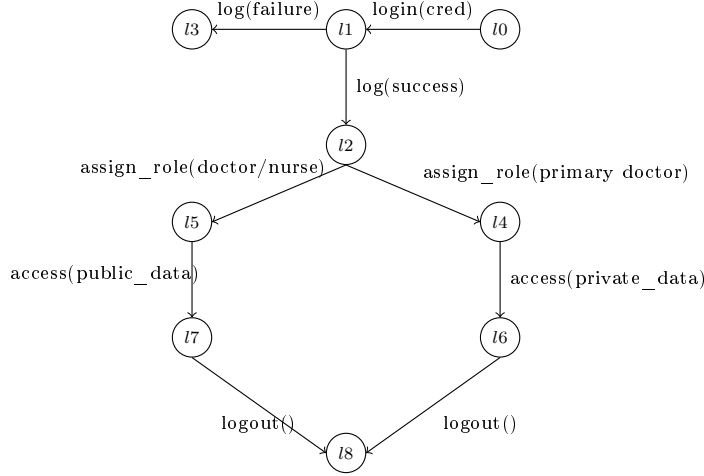 log(failure)
login(cred)
l3
l1
l0
log(success)
l2
assign_role(doctor/nurse)
assign_role(primary doctor)
l5
l4
access(public_data)
access(private_data)
l7
l6
logout()
logout()
l8